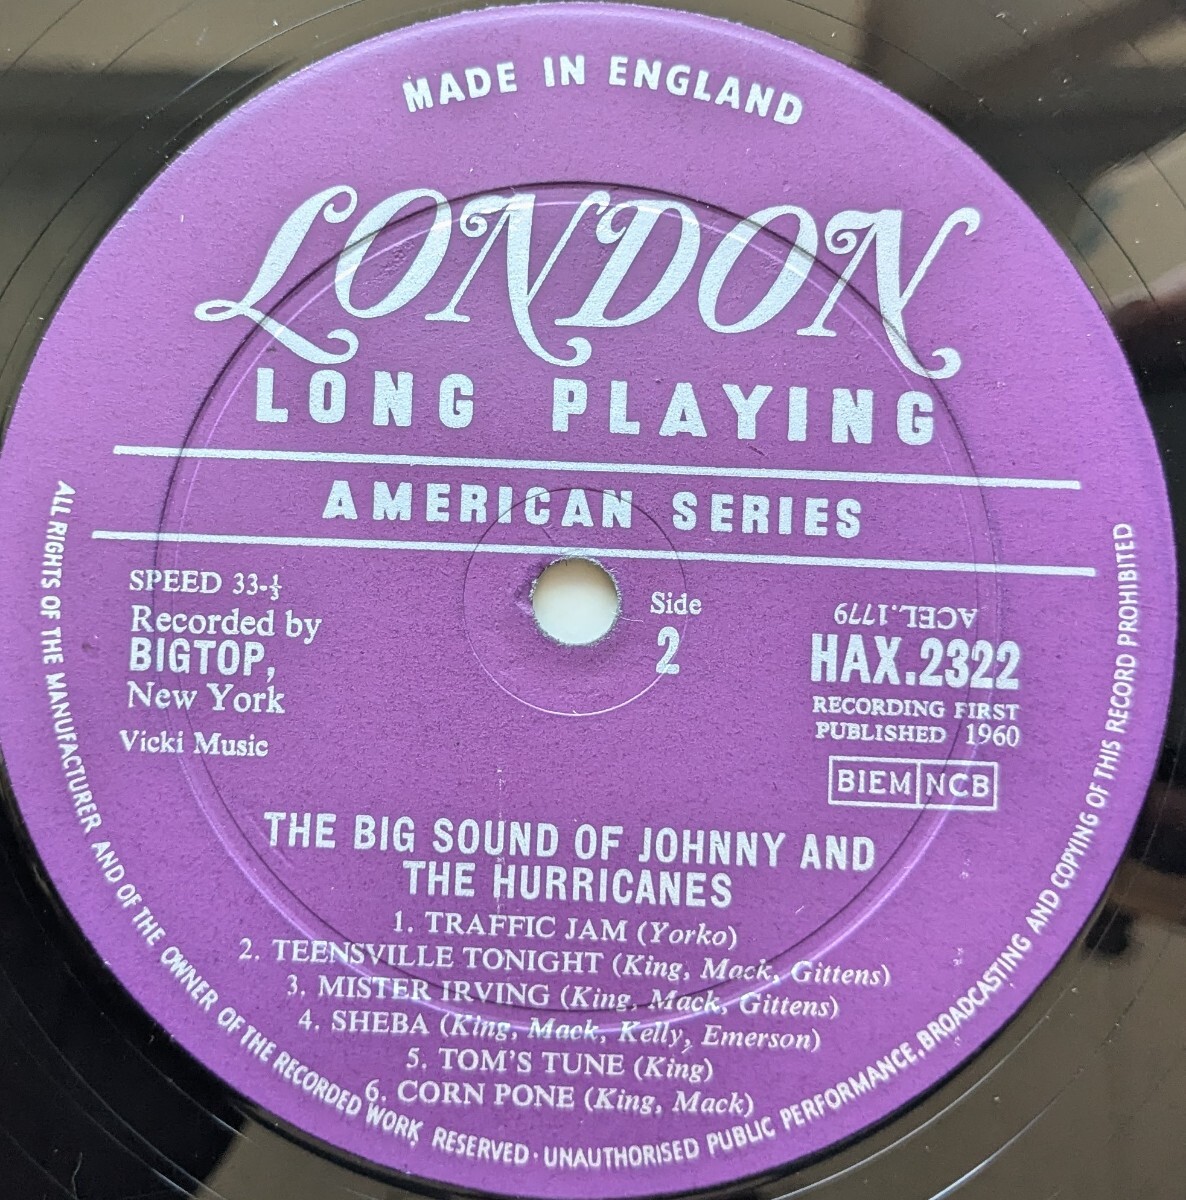 MADE IN ENGLAND
LONDON
LONG PLAYING
AMERICAN SERIES
SPEED 33-⅓
Recorded by
BIGTOP,
New York
Vicki Music
Side
2
ACEL.1779
HAX.2322
RECORDING FIRST
PUBLISHED 1960
BIEM NCB
THE BIG SOUND OF JOHNNY AND
THE HURRICANES
1. TRAFFIC JAM (Yorko)
2. TEENSVILLE TONIGHT (King, Mack, Gittens)
3. MISTER IRVING (King, Mack, Gittens)
4. SHEBA (King, Mack, Kelly, Emerson)
5. TOM'S TUNE (King)
6. CORN PONE (King, Mack)
ALL RIGHTS OF THE MANUFACTURER AND OF THE OWNER OF THE RECORDED WORK RESERVED · UNAUTHORISED PUBLIC PERFORMANCE, BROADCASTING AND COPYING OF THIS RECORD PROHIBITED